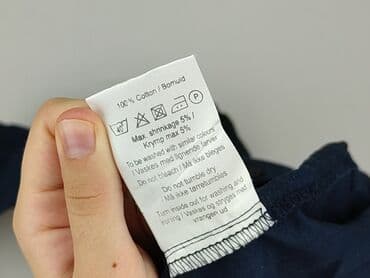 100% Cotton / Bomuld
P
Max. shrinkage 5% /
Krymp max 5%
To be washed with similar colours
/ Vaskes med lignende farver
Do not bleach / Må ikke bleges
Do not tumble dry
/ Må ikke tørretumbles
Turn inside out for washing and
ironing / Vaskes og stryges med
vrangen ud